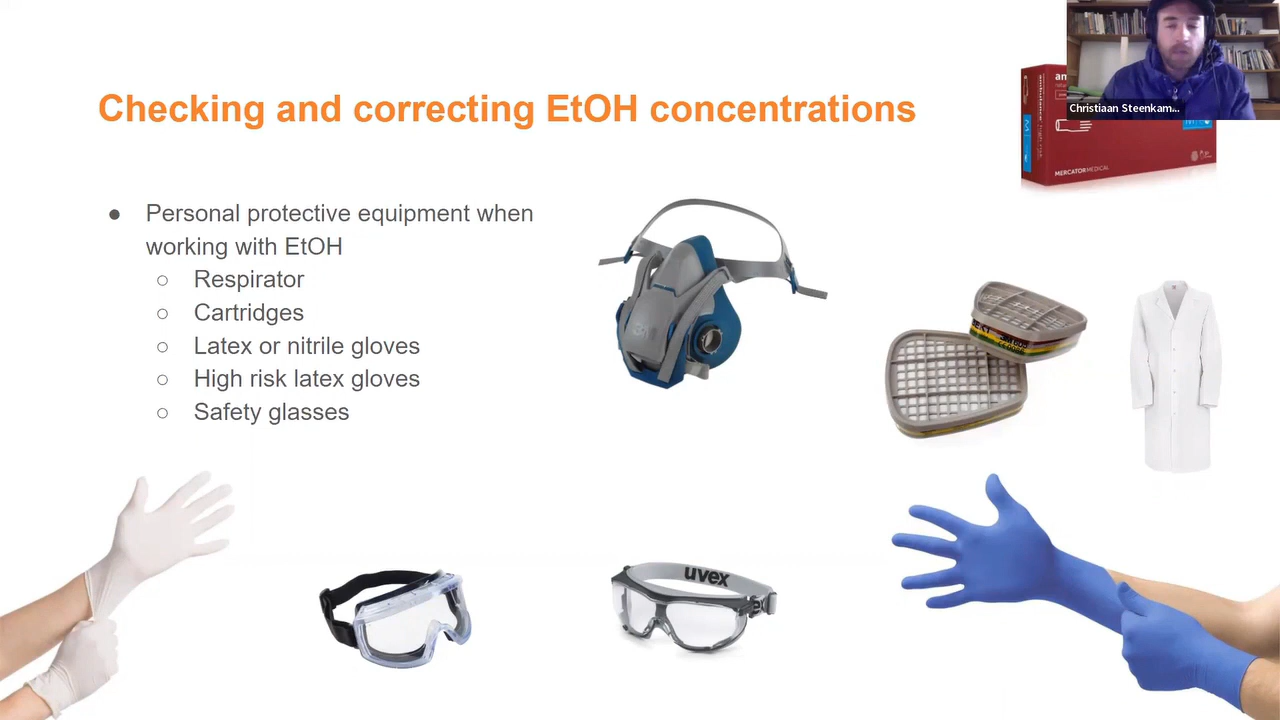 Checking and correcting EtOH concentrations
Christiaan Steenkam...
MERCATOR MEDICAL
● Personal protective equipment when
working with EtOH
○ Respirator
○ Cartridges
○ Latex or nitrile gloves
○ High risk latex gloves
○ Safety glasses
3M
uvex